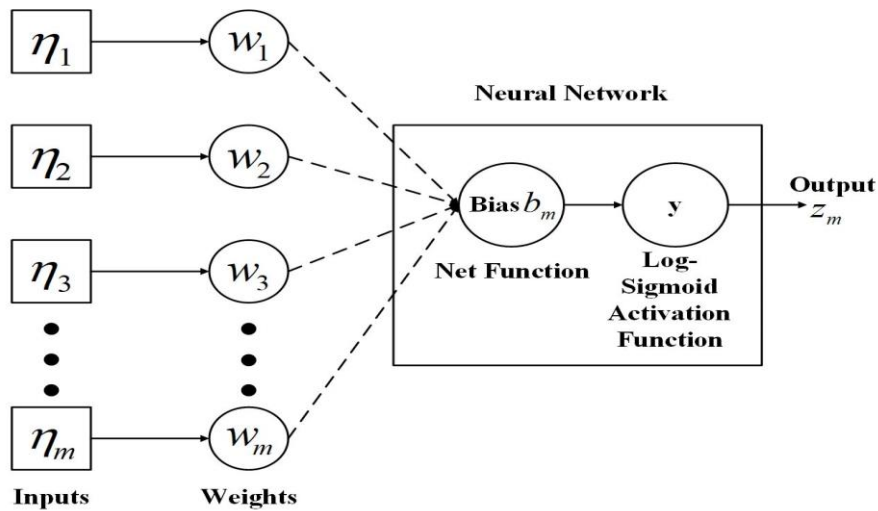 η₁ w₁
Neural Network
η₂ w₂
Bias bₘ y Output
zₘ
η₃ w₃
Net Function Log-
Sigmoid
Activation
Function
ηₘ wₘ
Inputs Weights